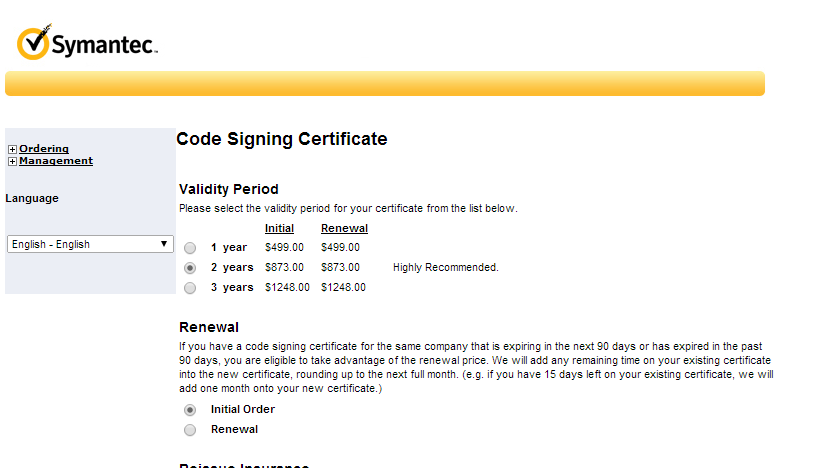 Symantec.
Ordering
Management
Language
English - English
Code Signing Certificate
Validity Period
Please select the validity period for your certificate from the list below.
Initial Renewal
1 year $499.00 $499.00
2 years $873.00 $873.00 Highly Recommended.
3 years $1248.00 $1248.00
Renewal
If you have a code signing certificate for the same company that is expiring in the next 90 days or has expired in the past
90 days, you are eligible to take advantage of the renewal price. We will add any remaining time on your existing certificate
into the new certificate, rounding up to the next full month. (e.g. if you have 15 days left on your existing certificate, we will
add one month onto your new certificate.)
Initial Order
Renewal
Reissue Insurance